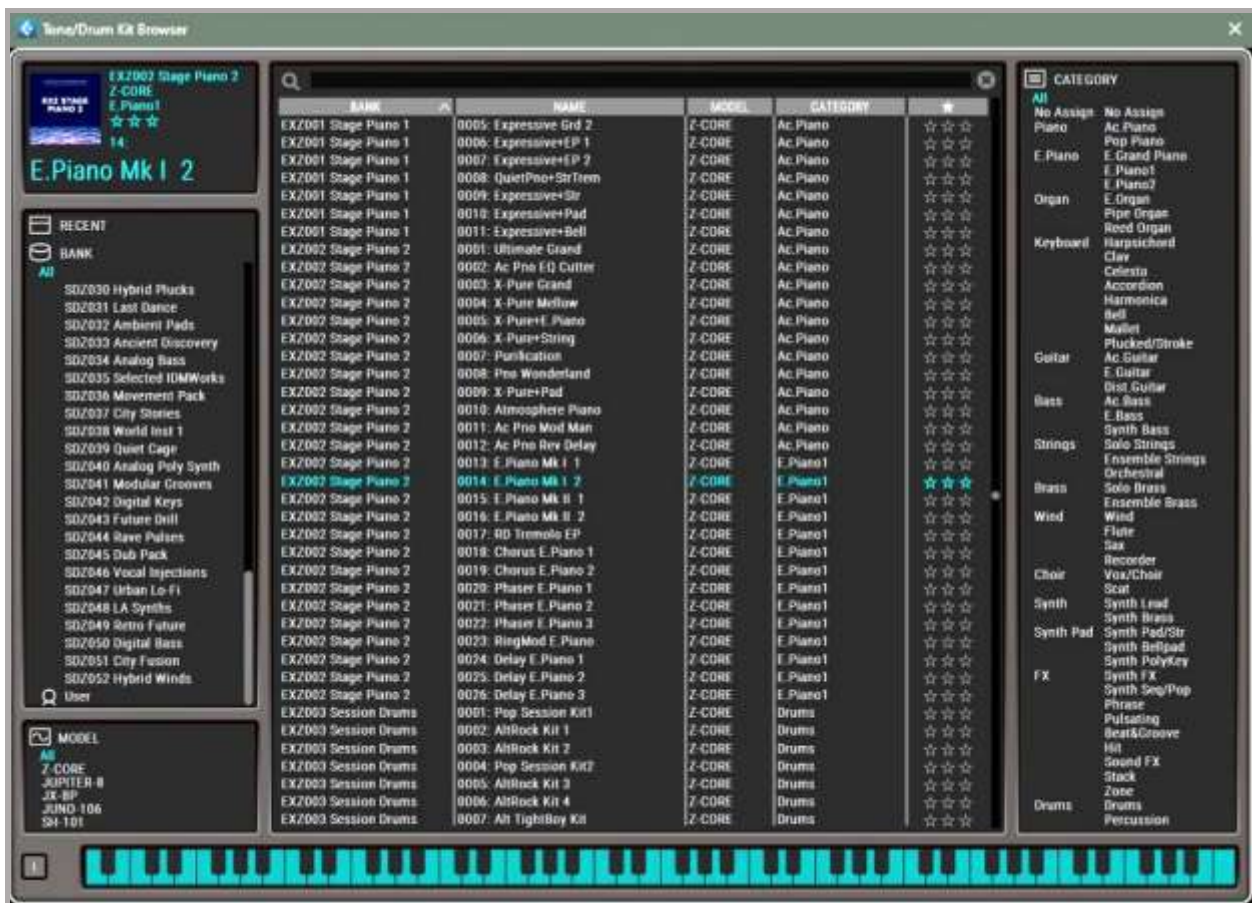 Tone/Drum Kit Browser
EXZ002 Stage Piano 2
Z-CORE
E.Piano1
14:
E.Piano Mk I 2
EXZ STAGE
PIANO 2
RECENT
BANK
All
SDZ030 Hybrid Plucks
SDZ031 Last Dance
SDZ032 Ambient Pads
SDZ033 Ancient Discovery
SDZ034 Analog Bass
SDZ035 Selected IDMWorks
SDZ036 Movement Pack
SDZ037 City Stories
SDZ038 World Inst 1
SDZ039 Quiet Cage
SDZ040 Analog Poly Synth
SDZ041 Modular Grooves
SDZ042 Digital Keys
SDZ043 Future Drill
SDZ044 Rave Pulses
SDZ045 Dub Pack
SDZ046 Vocal Injections
SDZ047 Urban Lo-Fi
SDZ048 LA Synths
SDZ049 Retro Future
SDZ050 Digital Bass
SDZ051 City Fusion
SDZ052 Hybrid Winds
User
MODEL
All
Z-CORE
JUPITER-8
JX-8P
JUNO-106
SH-101
BANK NAME MODEL CATEGORY ★
EXZ001 Stage Piano 1 0005: Expressive Grd 2 Z-CORE Ac.Piano
EXZ001 Stage Piano 1 0006: Expressive+EP 1 Z-CORE Ac.Piano
EXZ001 Stage Piano 1 0007: Expressive+EP 2 Z-CORE Ac.Piano
EXZ001 Stage Piano 1 0008: QuietPno+StrTrem Z-CORE Ac.Piano
EXZ001 Stage Piano 1 0009: Expressive+Str Z-CORE Ac.Piano
EXZ001 Stage Piano 1 0010: Expressive+Pad Z-CORE Ac.Piano
EXZ001 Stage Piano 1 0011: Expressive+Bell Z-CORE Ac.Piano
EXZ002 Stage Piano 2 0001: Ultimate Grand Z-CORE Ac.Piano
EXZ002 Stage Piano 2 0002: Ac Pno EQ Cutter Z-CORE Ac.Piano
EXZ002 Stage Piano 2 0003: X-Pure Grand Z-CORE Ac.Piano
EXZ002 Stage Piano 2 0004: X-Pure Mellow Z-CORE Ac.Piano
EXZ002 Stage Piano 2 0005: X-Pure+E.Piano Z-CORE Ac.Piano
EXZ002 Stage Piano 2 0006: X-Pure+String Z-CORE Ac.Piano
EXZ002 Stage Piano 2 0007: Purification Z-CORE Ac.Piano
EXZ002 Stage Piano 2 0008: Pno Wonderland Z-CORE Ac.Piano
EXZ002 Stage Piano 2 0009: X-Pure+Pad Z-CORE Ac.Piano
EXZ002 Stage Piano 2 0010: Atmosphere Piano Z-CORE Ac.Piano
EXZ002 Stage Piano 2 0011: Ac Pno Mod Man Z-CORE Ac.Piano
EXZ002 Stage Piano 2 0012: Ac Pno Rev Delay Z-CORE Ac.Piano
EXZ002 Stage Piano 2 0013: E.Piano Mk I 1 Z-CORE E.Piano1
EXZ002 Stage Piano 2 0014: E.Piano Mk I 2 Z-CORE E.Piano1
EXZ002 Stage Piano 2 0015: E.Piano Mk II 1 Z-CORE E.Piano1
EXZ002 Stage Piano 2 0016: E.Piano Mk II 2 Z-CORE E.Piano1
EXZ002 Stage Piano 2 0017: RD Tremolo EP Z-CORE E.Piano1
EXZ002 Stage Piano 2 0018: Chorus E.Piano 1 Z-CORE E.Piano1
EXZ002 Stage Piano 2 0019: Chorus E.Piano 2 Z-CORE E.Piano1
EXZ002 Stage Piano 2 0020: Phaser E.Piano 1 Z-CORE E.Piano1
EXZ002 Stage Piano 2 0021: Phaser E.Piano 2 Z-CORE E.Piano1
EXZ002 Stage Piano 2 0022: Phaser E.Piano 3 Z-CORE E.Piano1
EXZ002 Stage Piano 2 0023: RingMod E.Piano Z-CORE E.Piano1
EXZ002 Stage Piano 2 0024: Delay E.Piano 1 Z-CORE E.Piano1
EXZ002 Stage Piano 2 0025: Delay E.Piano 2 Z-CORE E.Piano1
EXZ002 Stage Piano 2 0026: Delay E.Piano 3 Z-CORE E.Piano1
EXZ003 Session Drums 0001: Pop Session Kit1 Z-CORE Drums
EXZ003 Session Drums 0002: AltRock Kit 1 Z-CORE Drums
EXZ003 Session Drums 0003: AltRock Kit 2 Z-CORE Drums
EXZ003 Session Drums 0004: Pop Session Kit2 Z-CORE Drums
EXZ003 Session Drums 0005: AltRock Kit 3 Z-CORE Drums
EXZ003 Session Drums 0006: AltRock Kit 4 Z-CORE Drums
EXZ003 Session Drums 0007: Alt TightBoy Kit Z-CORE Drums
CATEGORY
All
No Assign No Assign
Piano Ac.Piano
Pop Piano
E.Piano E.Grand Piano
E.Piano1
E.Piano2
Organ E.Organ
Pipe Organ
Reed Organ
Keyboard Harpsichord
Clav
Celesta
Accordion
Harmonica
Bell
Mallet
Plucked/Stroke
Guitar Ac.Guitar
E.Guitar
Dist.Guitar
Bass Ac.Bass
E.Bass
Synth Bass
Strings Solo Strings
Ensemble Strings
Orchestral
Brass Solo Brass
Ensemble Brass
Wind Wind
Flute
Sax
Recorder
Choir Vox/Choir
Scat
Synth Synth Lead
Synth Brass
Synth Pad Synth Pad/Str
Synth Bellpad
Synth PolyKey
FX Synth FX
Synth Seq/Pop
Phrase
Pulsating
Beat&Groove
Hit
Sound FX
Stack
Zone
Drums Drums
Percussion